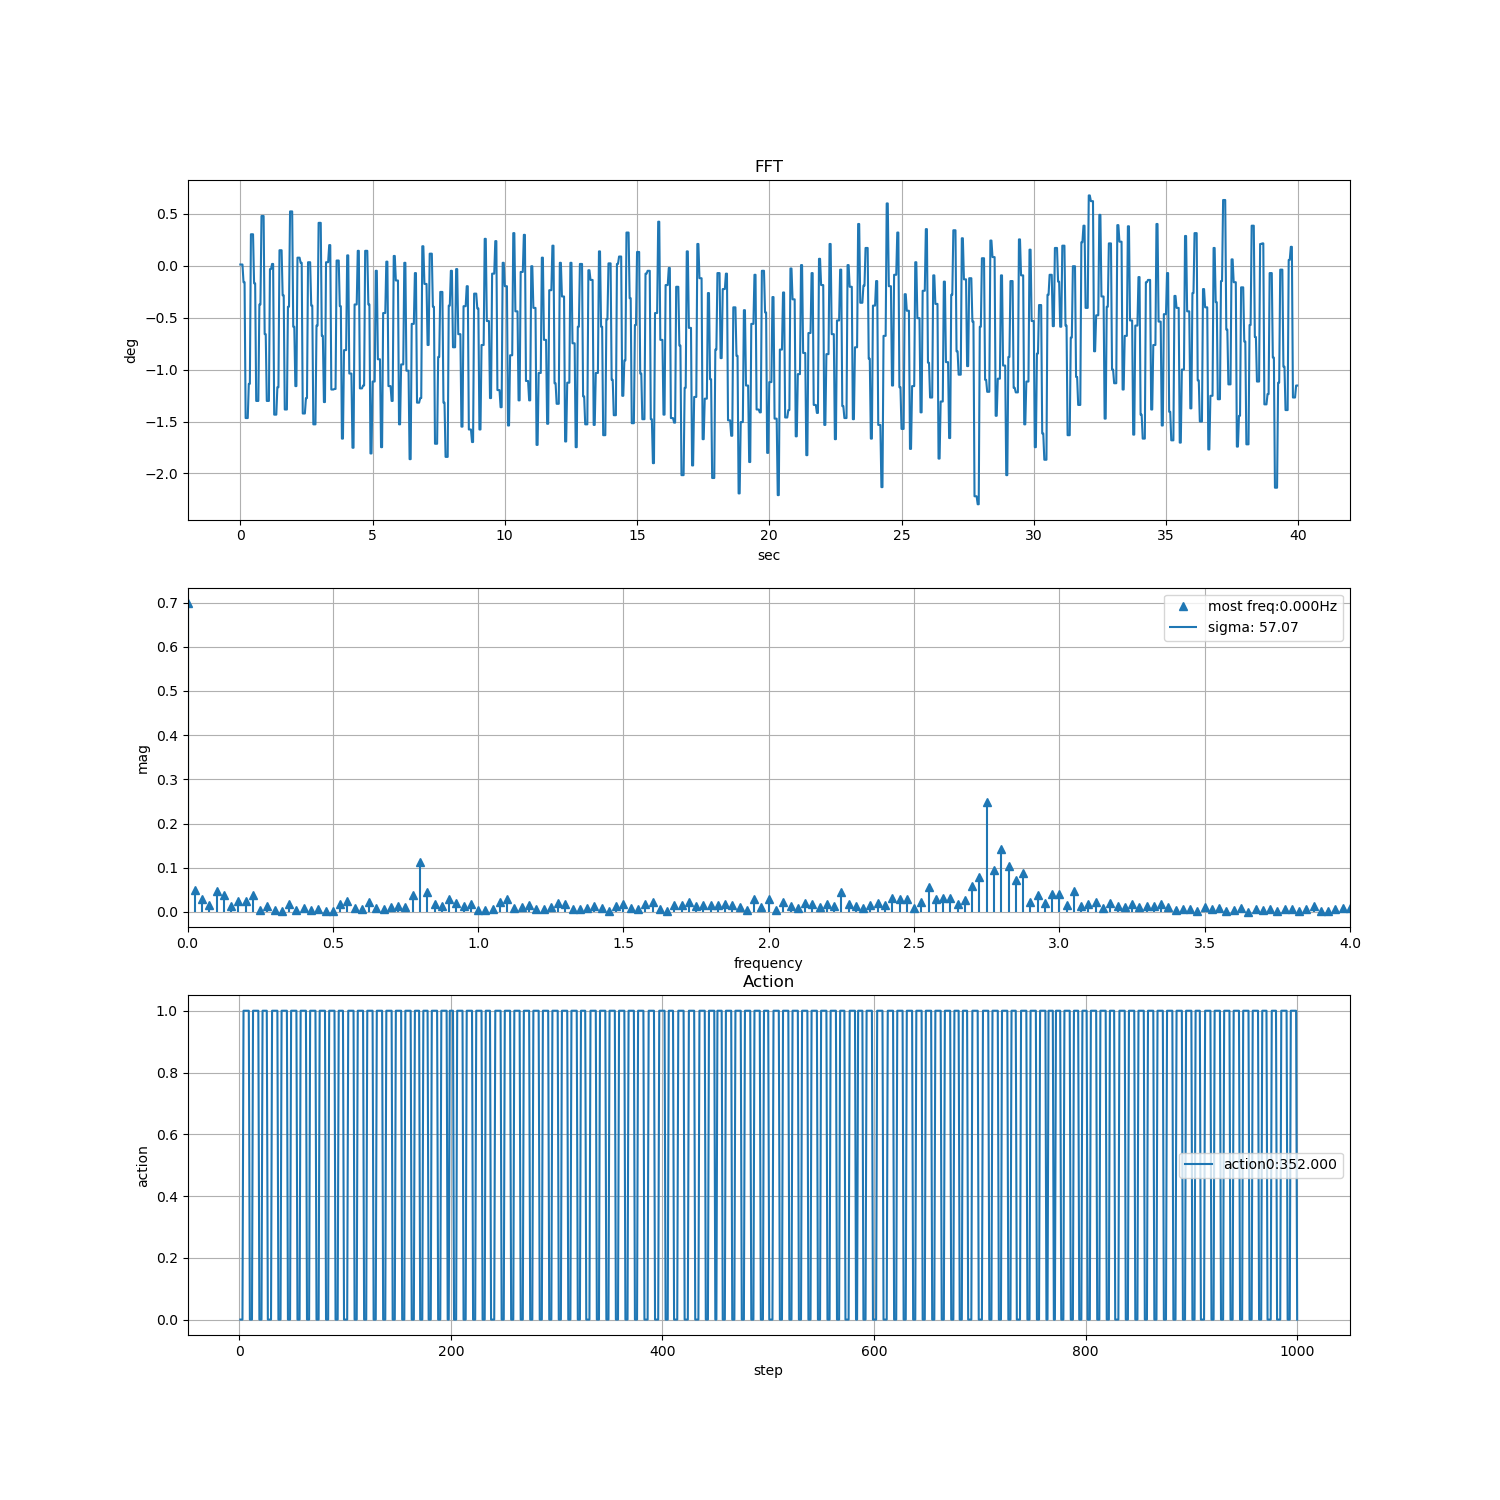 FFT
0.5
0.0
−0.5
−1.0
−1.5
−2.0
deg
0 5 10 15 20 25 30 35 40
sec
0.7
0.6
0.5
0.4
0.3
0.2
0.1
0.0
mag
most freq:0.000Hz
sigma: 57.07
0.0 0.5 1.0 1.5 2.0 2.5 3.0 3.5 4.0
frequency
Action
1.0
0.8
0.6
0.4
0.2
0.0
action
action0:352.000
0 200 400 600 800 1000
step